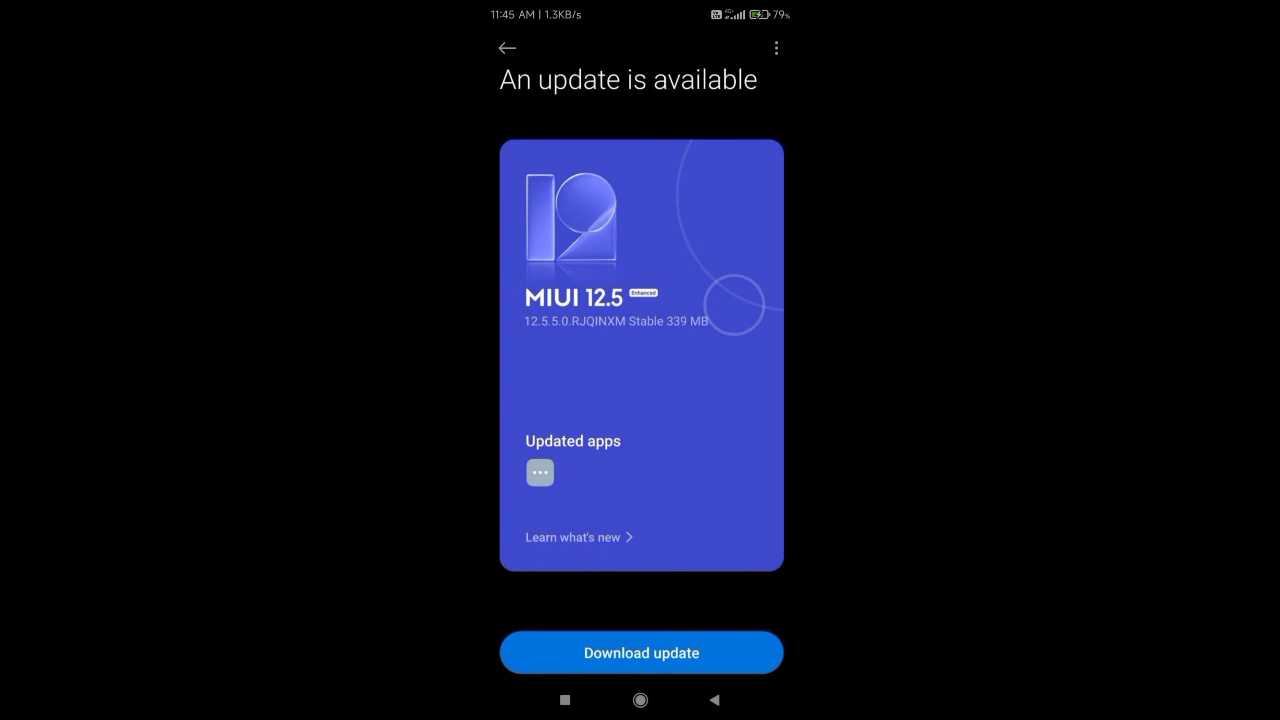 11:45 AM | 1.3KB/s 79%
An update is available
12
MIUI 12.5 Enhanced
12.5.5.0.RJQINXM Stable 339 MB
Updated apps
Learn what's new
Download update